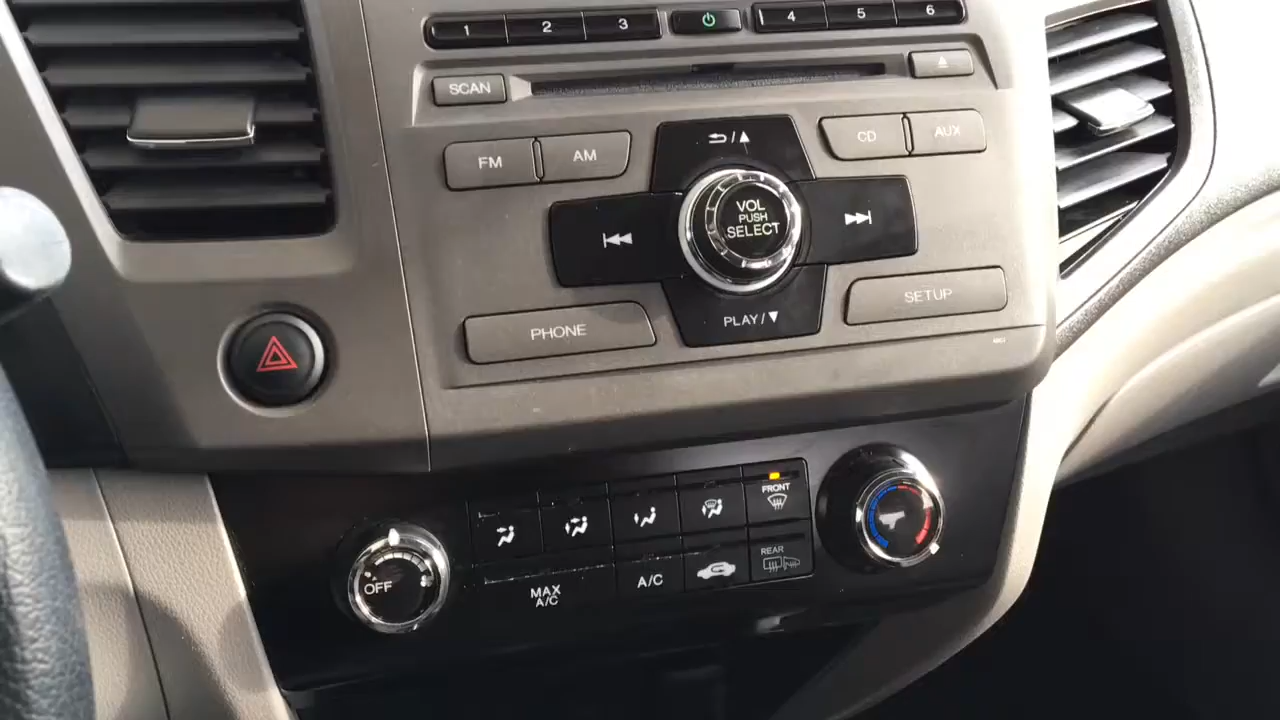 1 2 3 4 5 6
SCAN
FM AM CD AUX
VOL
PUSH
SELECT
PHONE PLAY/▼ SETUP
FRONT
OFF MAX
A/C
A/C
REAR